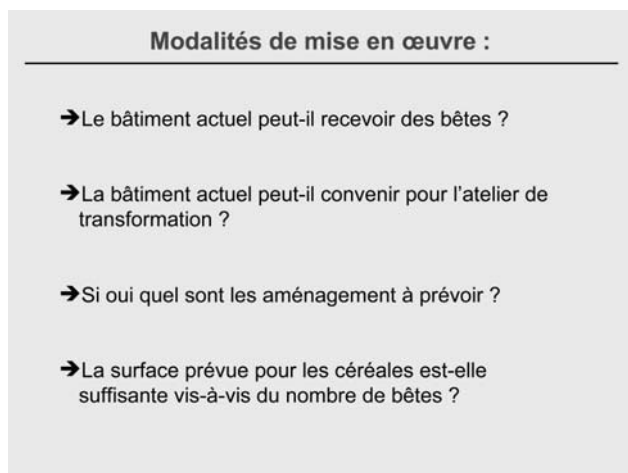 Modalités de mise en œuvre :
➔Le bâtiment actuel peut-il recevoir des bêtes ?
➔La bâtiment actuel peut-il convenir pour l'atelier de
transformation ?
➔Si oui quel sont les aménagement à prévoir ?
➔La surface prévue pour les céréales est-elle
suffisante vis-à-vis du nombre de bêtes ?